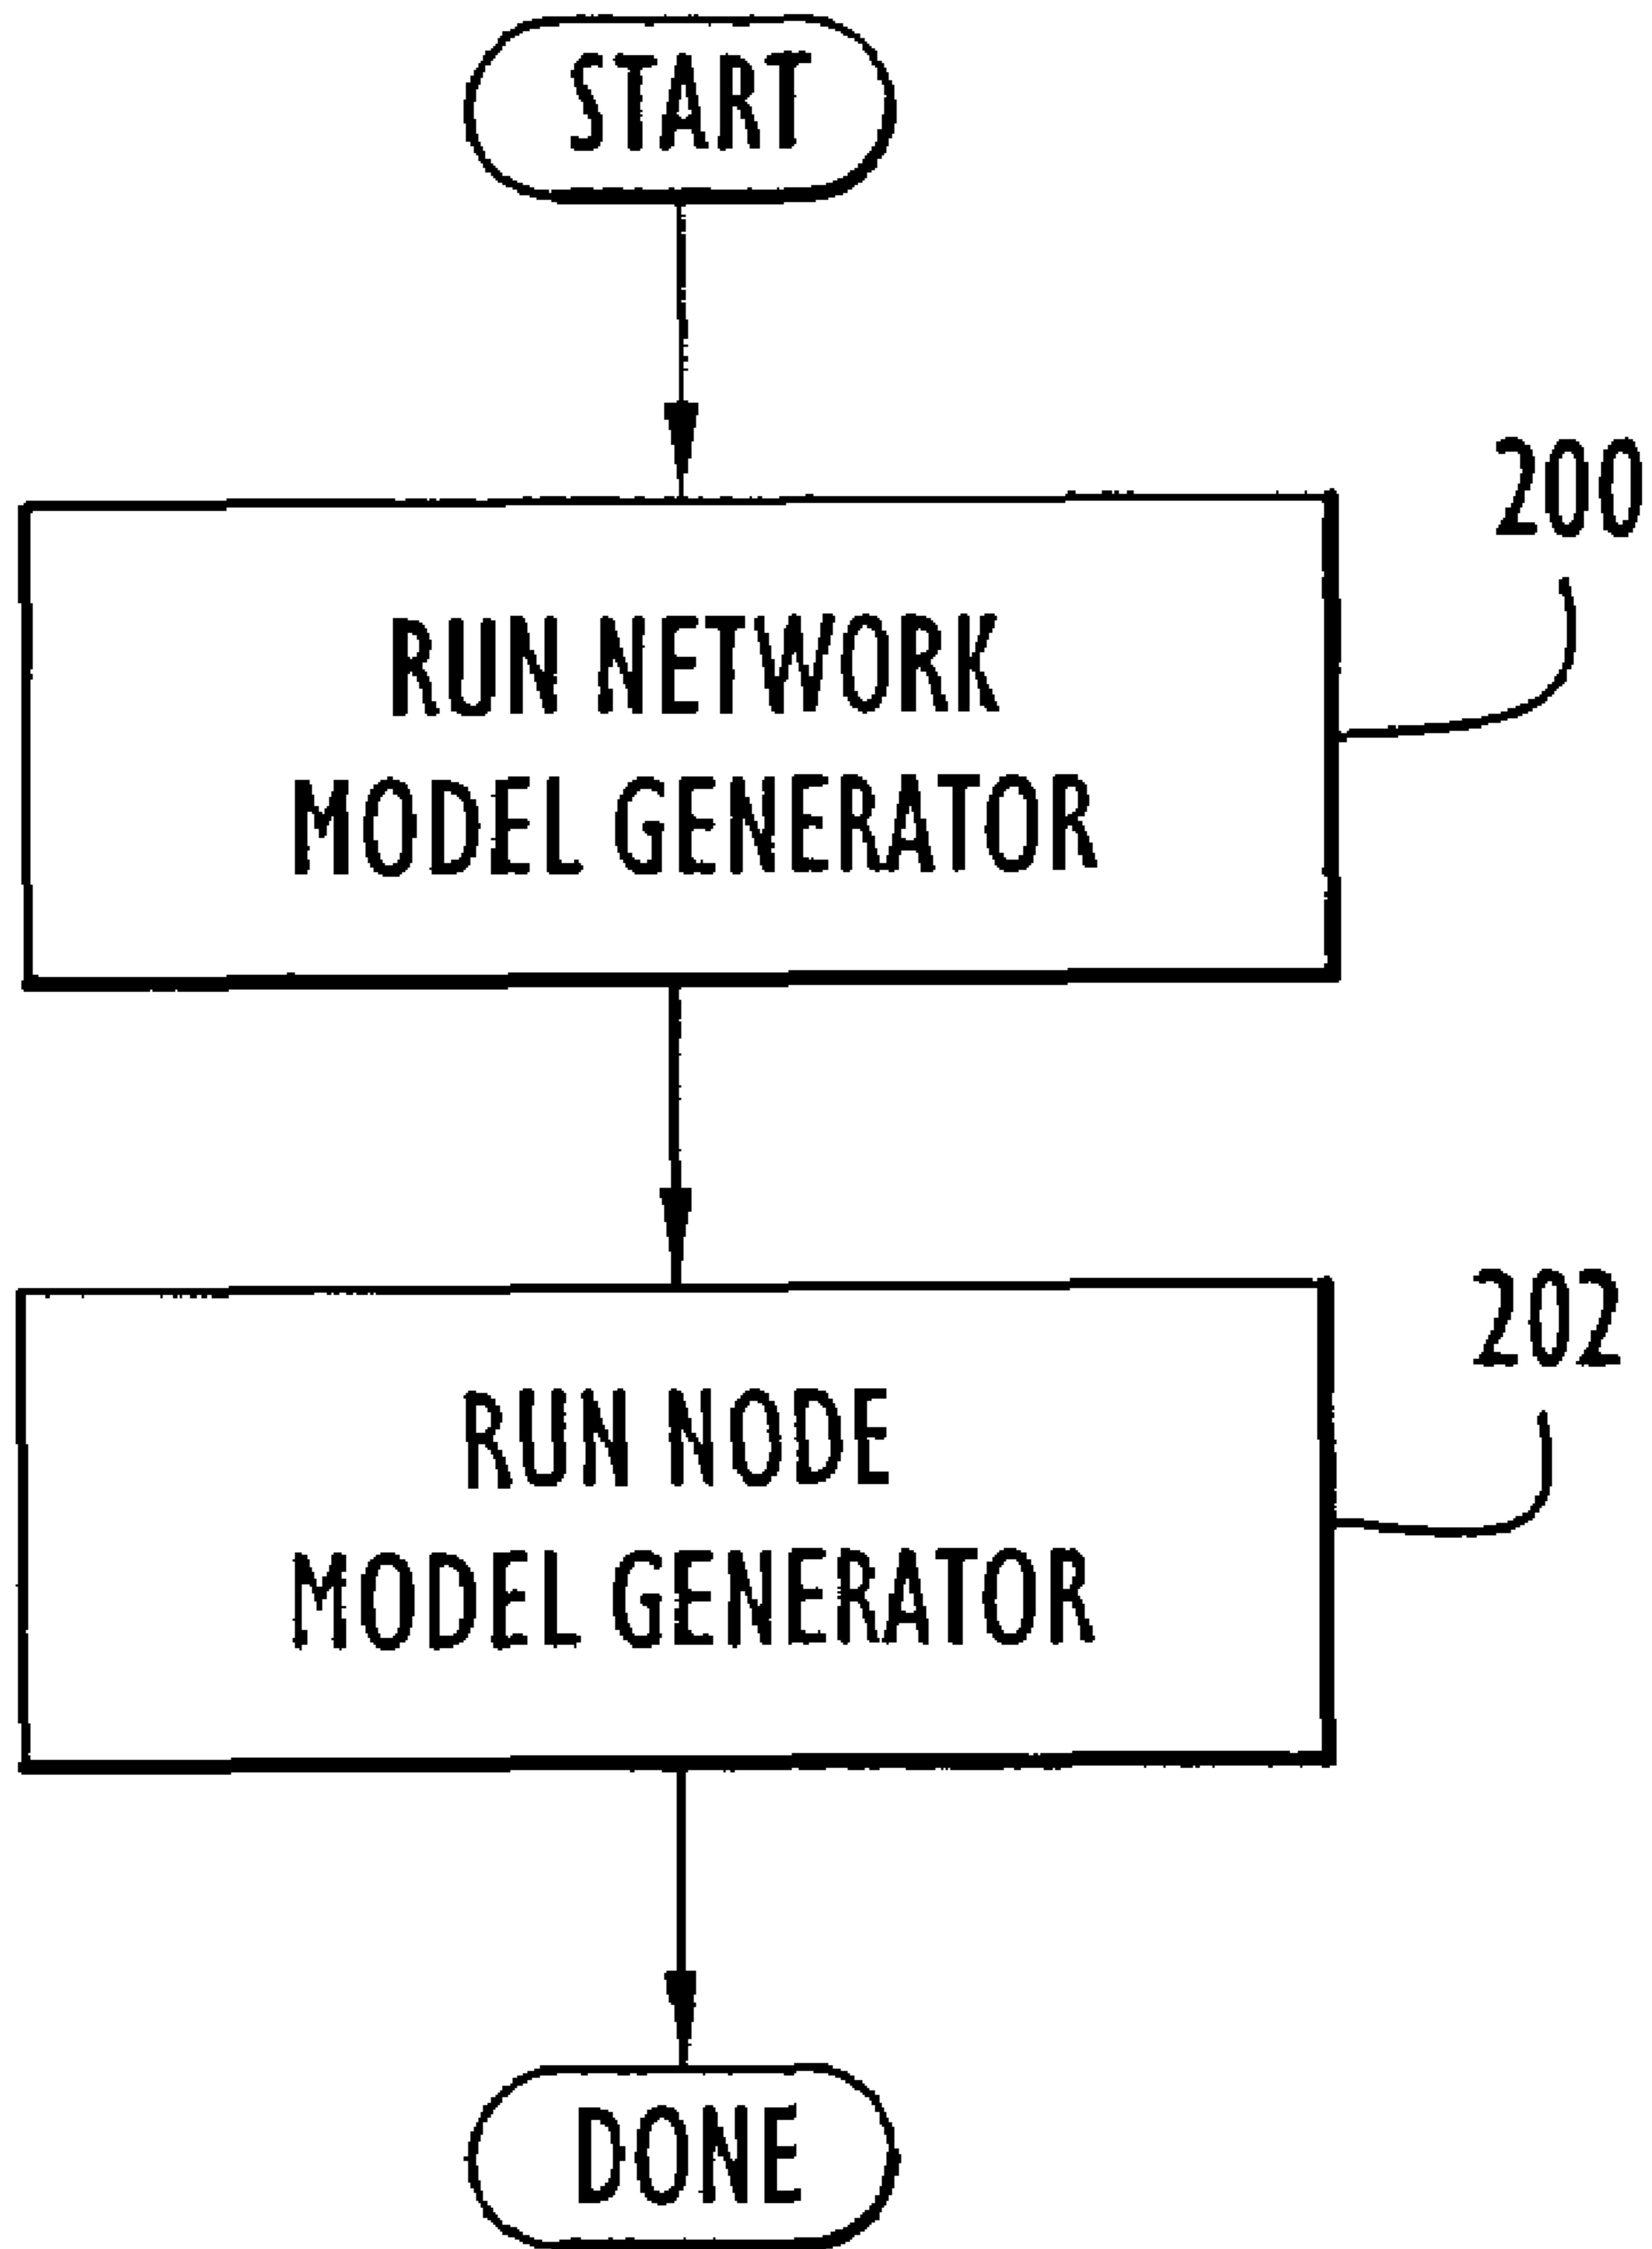 START
200
RUN NETWORK
MODEL GENERATOR
202
RUN NODE
MODEL GENERATOR
DONE